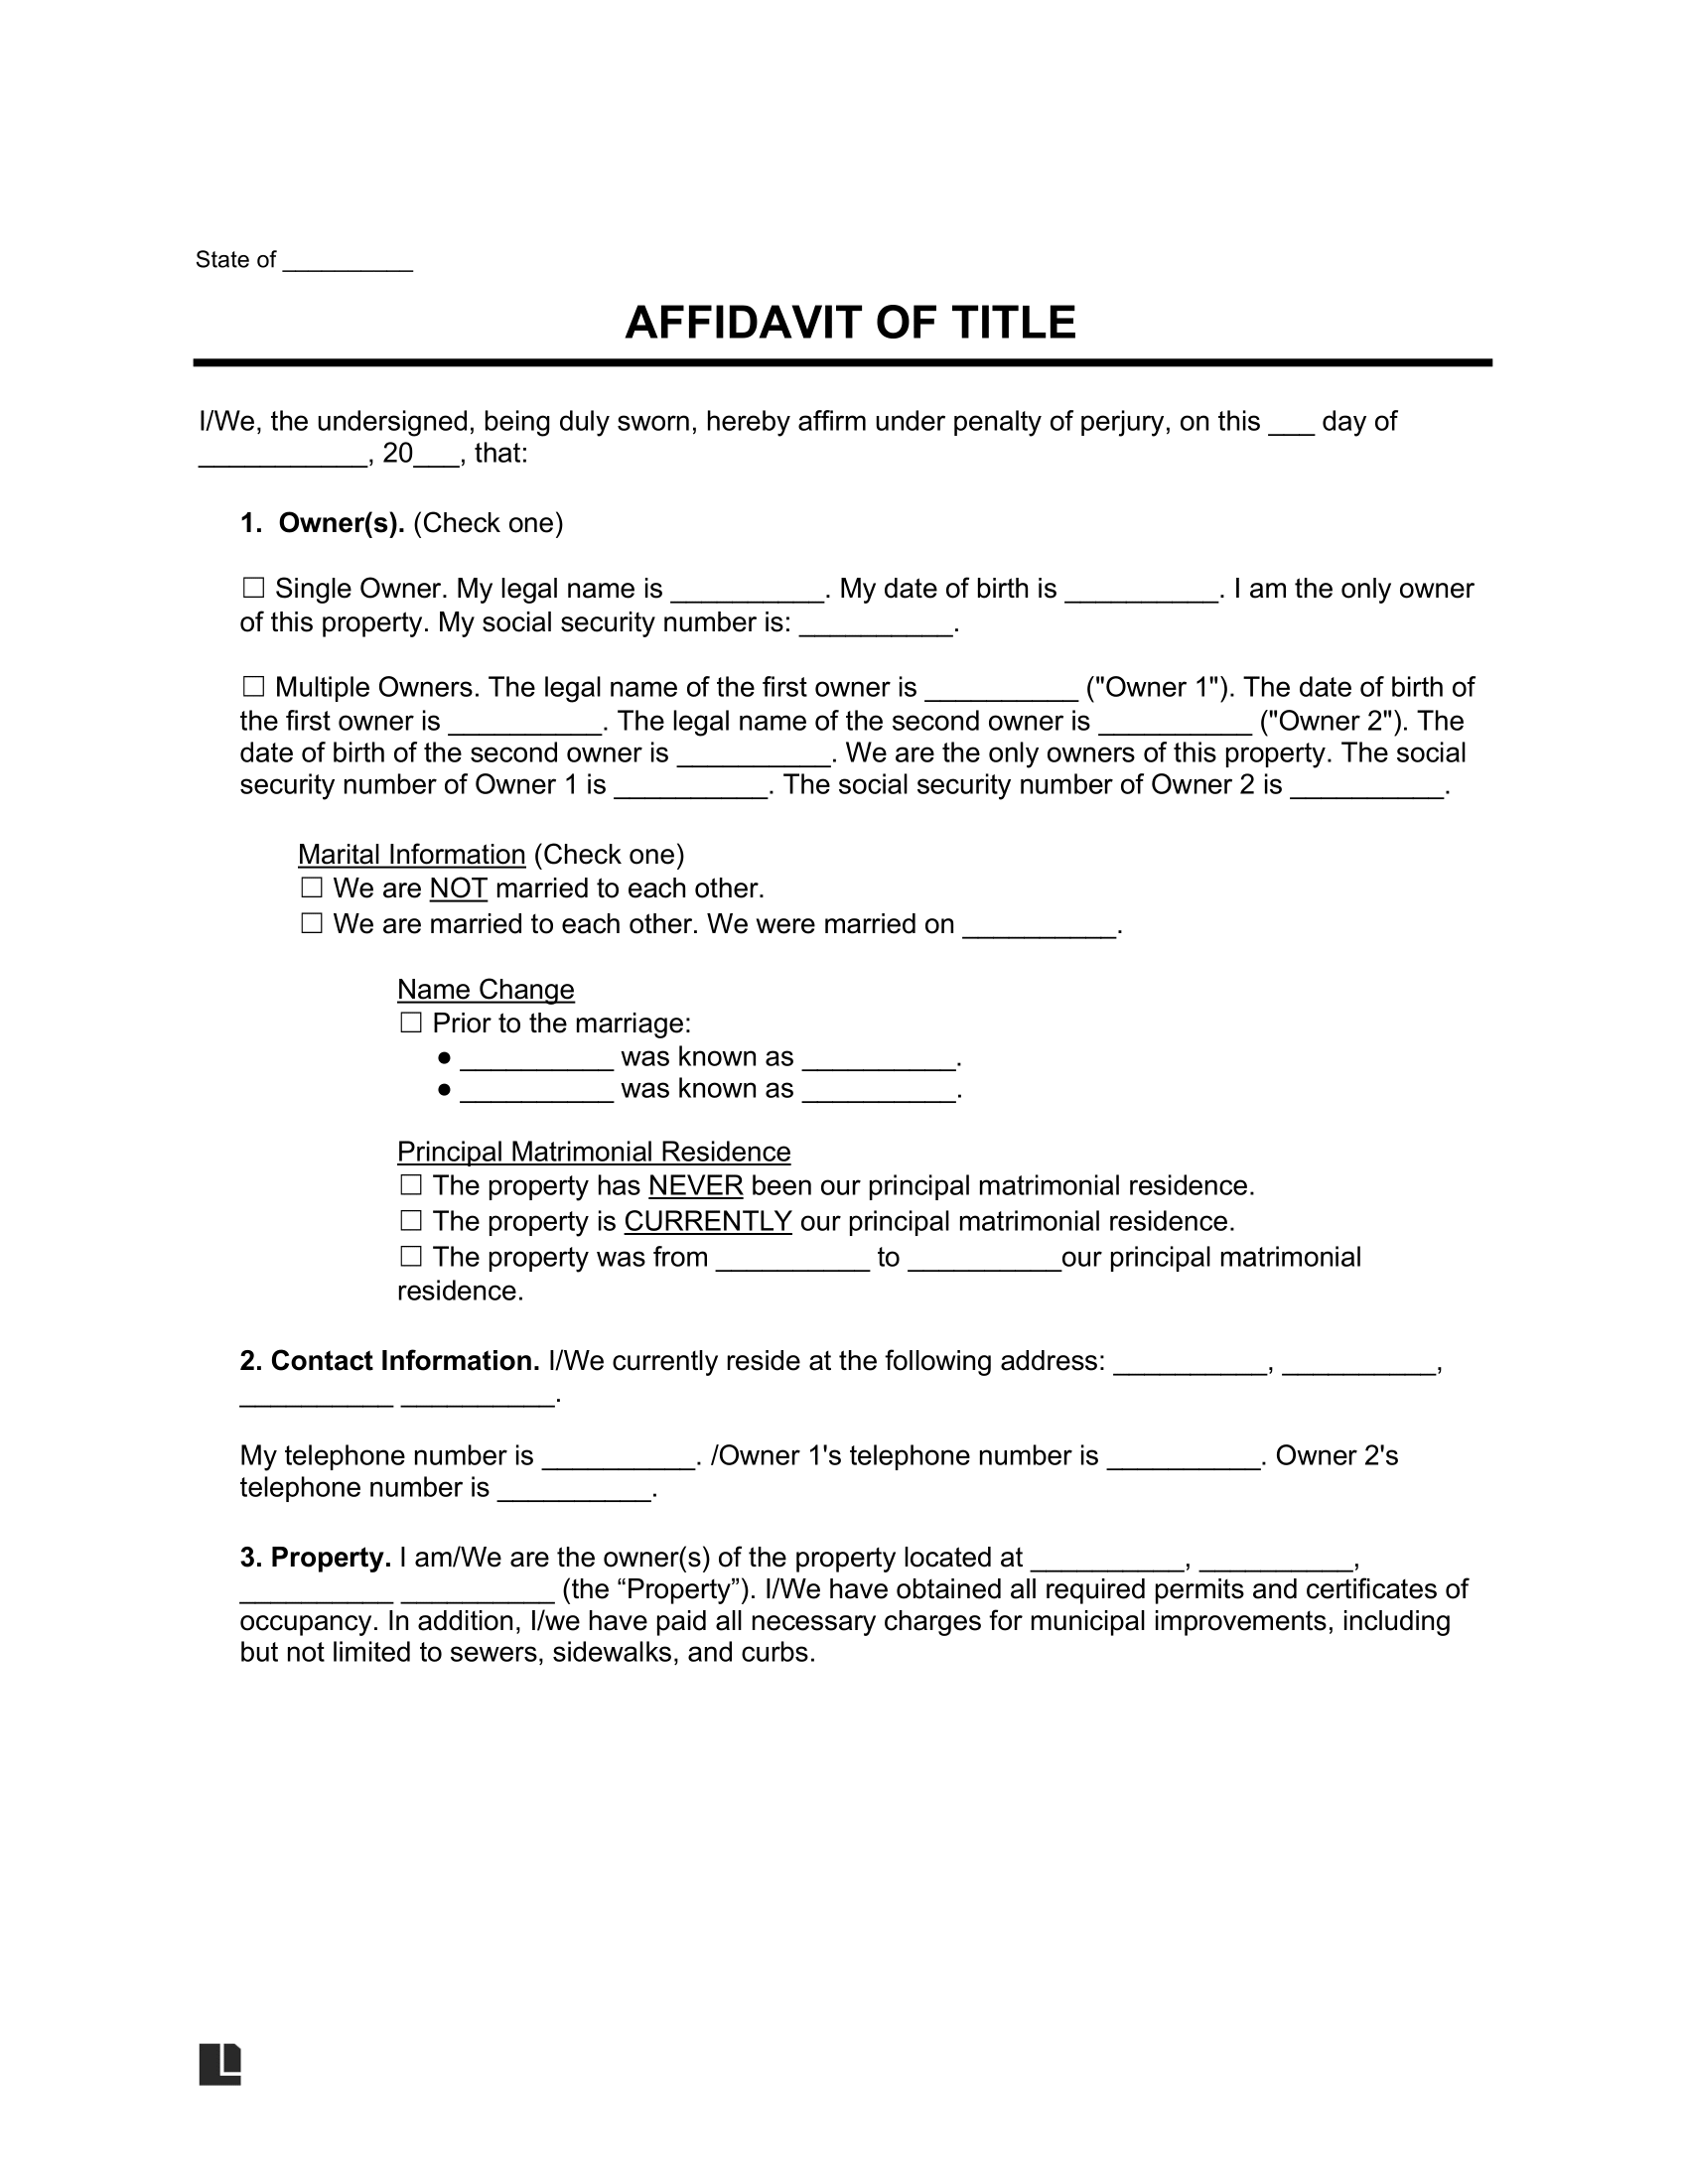 State of __________
AFFIDAVIT OF TITLE
I/We, the undersigned, being duly sworn, hereby affirm under penalty of perjury, on this ___ day of
___________, 20___, that:
1. Owner(s). (Check one)
☐ Single Owner. My legal name is __________. My date of birth is __________. I am the only owner
of this property. My social security number is: __________.
☐ Multiple Owners. The legal name of the first owner is __________ ("Owner 1"). The date of birth of
the first owner is __________. The legal name of the second owner is __________ ("Owner 2"). The
date of birth of the second owner is __________. We are the only owners of this property. The social
security number of Owner 1 is __________. The social security number of Owner 2 is __________.
Marital Information (Check one)
☐ We are NOT married to each other.
☐ We are married to each other. We were married on __________.
Name Change
☐ Prior to the marriage:
● __________ was known as __________.
● __________ was known as __________.
Principal Matrimonial Residence
☐ The property has NEVER been our principal matrimonial residence.
☐ The property is CURRENTLY our principal matrimonial residence.
☐ The property was from __________ to __________our principal matrimonial
residence.
2. Contact Information. I/We currently reside at the following address: __________, __________,
__________ __________.
My telephone number is __________. /Owner 1's telephone number is __________. Owner 2's
telephone number is __________.
3. Property. I am/We are the owner(s) of the property located at __________, __________,
__________ __________ (the “Property”). I/We have obtained all required permits and certificates of
occupancy. In addition, I/we have paid all necessary charges for municipal improvements, including
but not limited to sewers, sidewalks, and curbs.